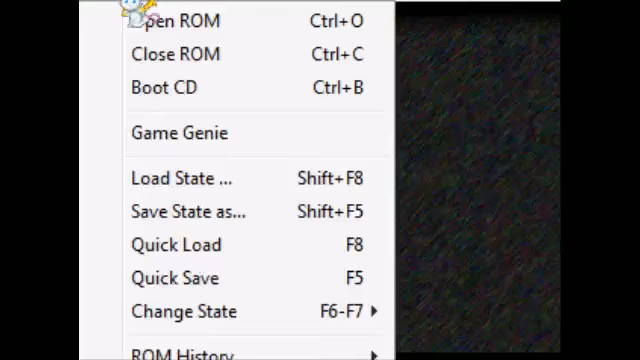 Open ROM Ctrl+O
Close ROM Ctrl+C
Boot CD Ctrl+B
Game Genie
Load State ... Shift+F8
Save State as... Shift+F5
Quick Load F8
Quick Save F5
Change State F6-F7
ROM History